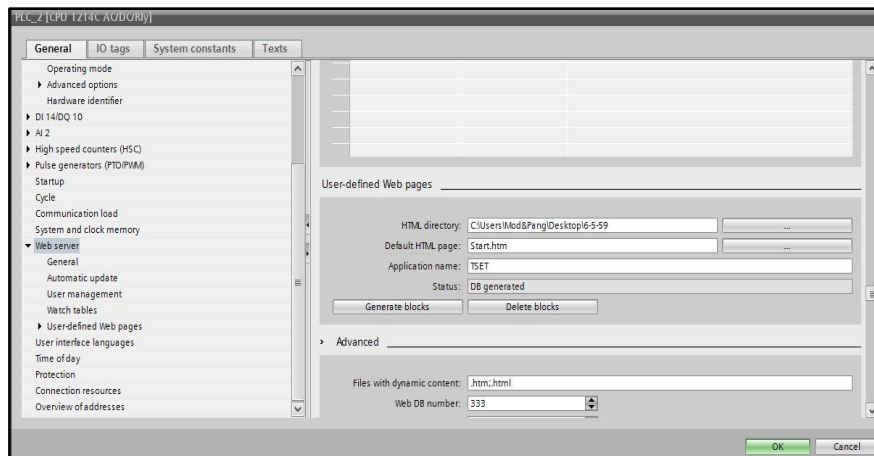 PLC_2 [CPU 1214C AC/DC/Rly]
General IO tags System constants Texts
Operating mode
Advanced options
Hardware identifier
DI 14/DQ 10
AI 2
High speed counters (HSC)
Pulse generators (PTO/PWM)
Startup
Cycle
Communication load
System and clock memory
Web server
General
Automatic update
User management
Watch tables
User-defined Web pages
User interface languages
Time of day
Protection
Connection resources
Overview of addresses
User-defined Web pages
HTML directory: C:\Users\Mod&Pang\Desktop\6-5-59 ...
Default HTML page: Start.htm ...
Application name: TSET
Status: DB generated
Generate blocks Delete blocks
Advanced
Files with dynamic content: .htm;.html
Web DB number: 333
OK Cancel